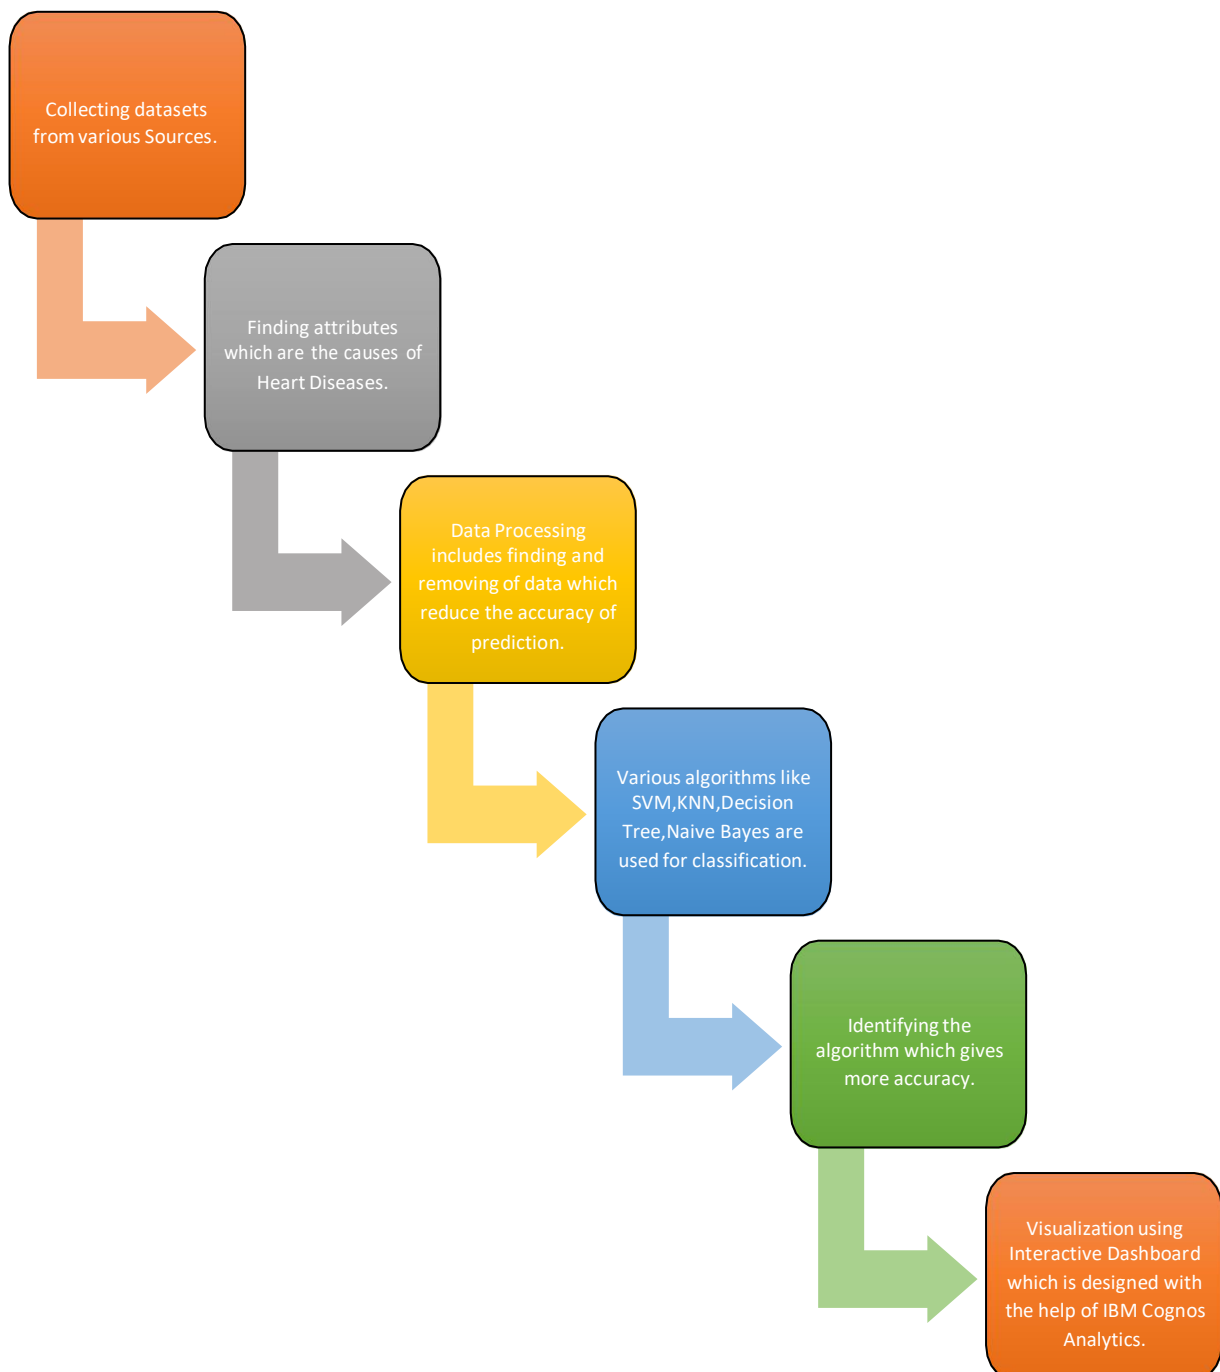 Collecting datasets
from various Sources.
Finding attributes
which are the causes of
Heart Diseases.
Data Processing
includes finding and
removing of data which
reduce the accuracy of
prediction.
Various algorithms like
SVM,KNN,Decision
Tree,Naive Bayes are
used for classification.
Identifying the
algorithm which gives
more accuracy.
Visualization using
Interactive Dashboard
which is designed with
the help of IBM Cognos
Analytics.